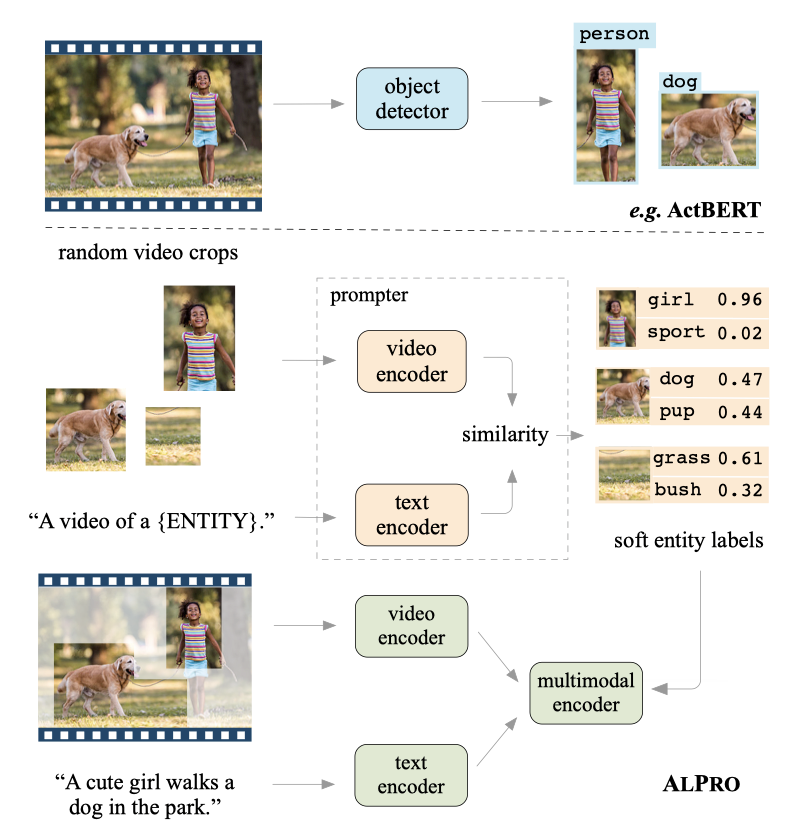 person
object
detector
dog
e.g. ActBERT
random video crops
prompter
video
encoder
similarity
text
encoder
girl 0.96
sport 0.02
dog 0.47
pup 0.44
grass 0.61
bush 0.32
“A video of a {ENTITY}.”
soft entity labels
video
encoder
multimodal
encoder
text
encoder
“A cute girl walks a
dog in the park.”
ALPRO